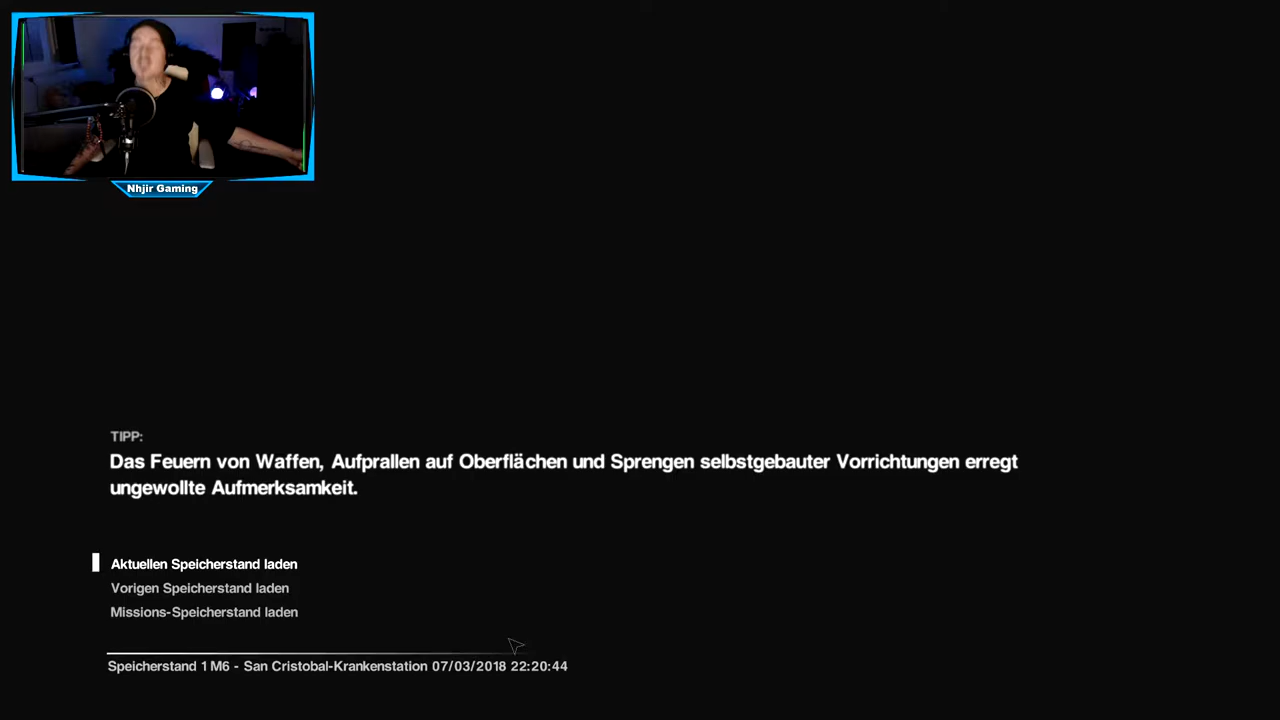 Nhjir Gaming
TIPP:
Das Feuern von Waffen, Aufprallen auf Oberflächen und Sprengen selbstgebauter Vorrichtungen erregt
ungewollte Aufmerksamkeit.
Aktuellen Speicherstand laden
Vorigen Speicherstand laden
Missions-Speicherstand laden
Speicherstand 1 M6 - San Cristobal-Krankenstation 07/03/2018 22:20:44